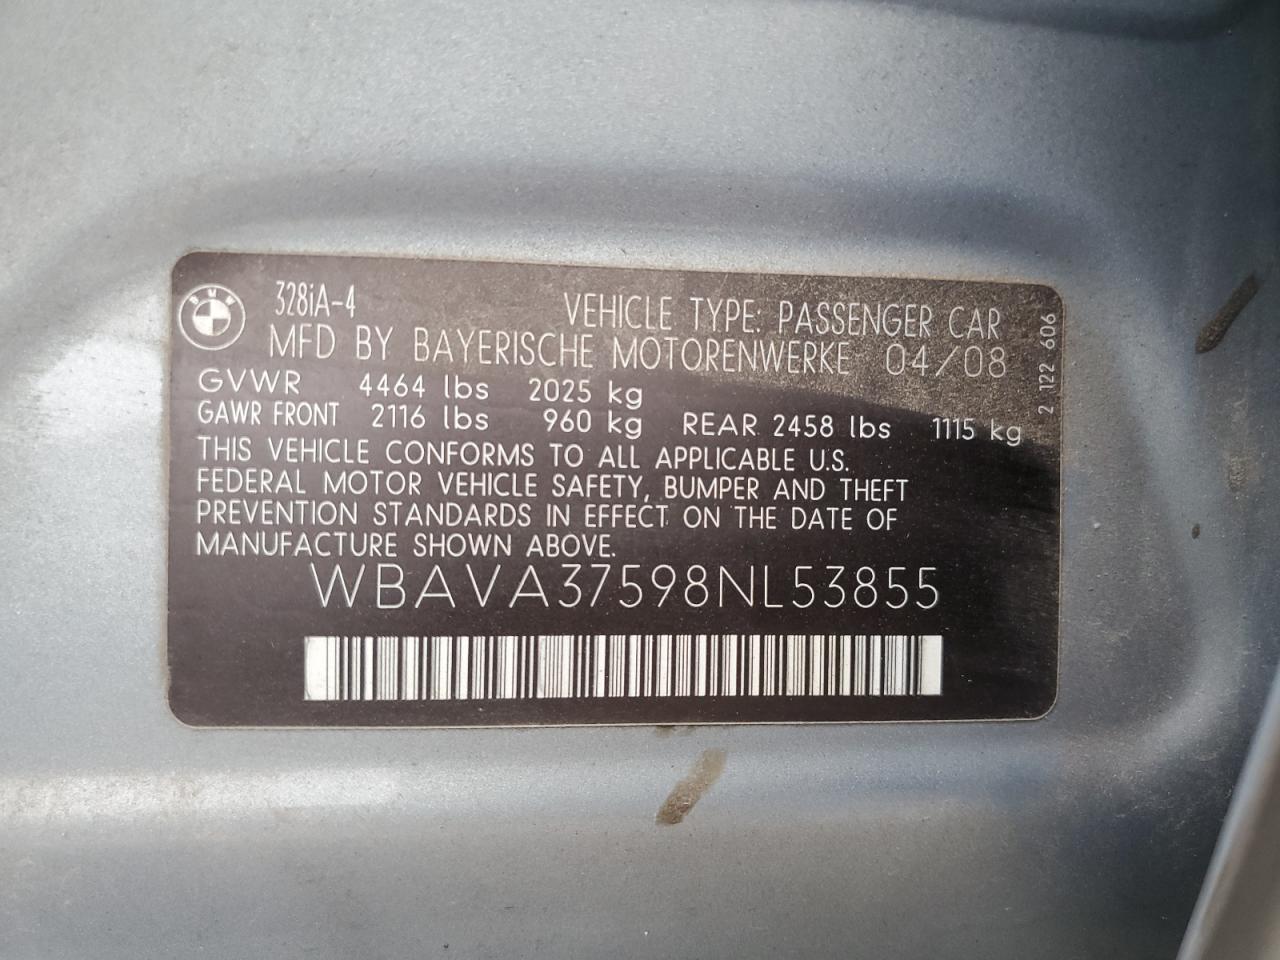 BMW
328iA-4
VEHICLE TYPE: PASSENGER CAR
MFD BY BAYERISCHE MOTORENWERKE 04/08
GVWR 4464 lbs 2025 kg
GAWR FRONT 2116 lbs 960 kg REAR 2458 lbs 1115 kg
THIS VEHICLE CONFORMS TO ALL APPLICABLE U.S.
FEDERAL MOTOR VEHICLE SAFETY, BUMPER AND THEFT
PREVENTION STANDARDS IN EFFECT ON THE DATE OF
MANUFACTURE SHOWN ABOVE.
WBAVA37598NL53855
2 122 606